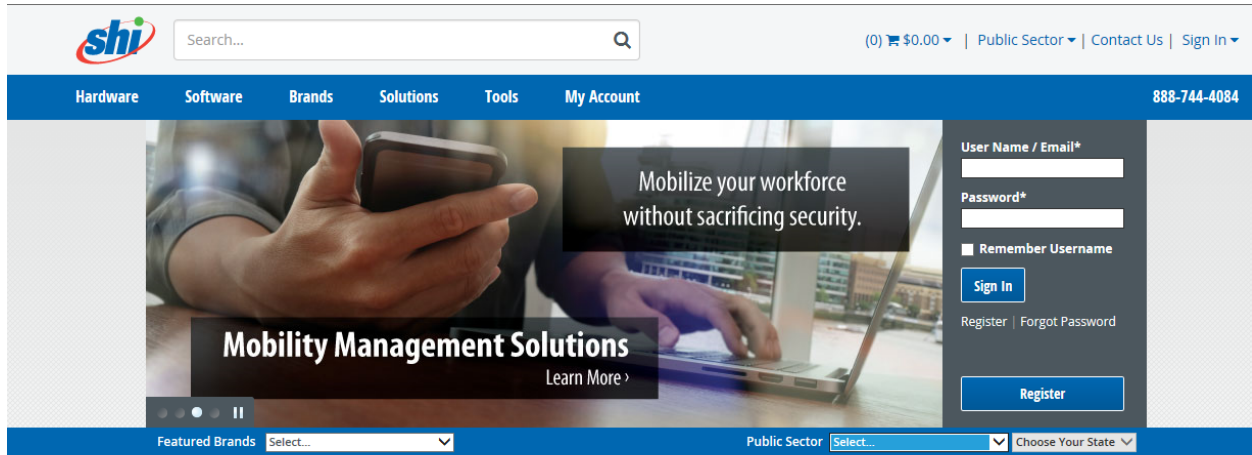 shi
Search...
(0) $0.00 | Public Sector | Contact Us | Sign In
Hardware Software Brands Solutions Tools My Account 888-744-4084
Mobilize your workforce
without sacrificing security.
Mobility Management Solutions
Learn More ›
User Name / Email*
Password*
Remember Username
Sign In
Register | Forgot Password
Register
Featured Brands Select... Public Sector Select... Choose Your State